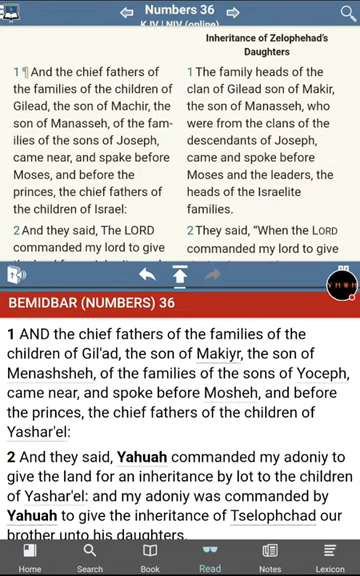 Numbers 36
KJV | NIV (online)
1¶And the chief fathers of
the families of the children of
Gilead, the son of Machir, the
son of Manasseh, of the fam-
ilies of the sons of Joseph,
came near, and spake before
Moses, and before the
princes, the chief fathers of
the children of Israel:
2And they said, The LORD
commanded my lord to give
Inheritance of Zelophehad's
Daughters
1The family heads of the
clan of Gilead son of Makir,
the son of Manasseh, who
were from the clans of the
descendants of Joseph,
came and spoke before
Moses and the leaders, the
heads of the Israelite
families.
2They said, “When the LORD
commanded my lord to give
Y·M·W·M
BEMIDBAR (NUMBERS) 36
1 AND the chief fathers of the families of the
children of Gil'ad, the son of Makiyr, the son of
Menashsheh, of the families of the sons of Yoceph,
came near, and spoke before Mosheh, and before
the princes, the chief fathers of the children of
Yashar'el:
2 And they said, Yahuah commanded my adoniy to
give the land for an inheritance by lot to the children
of Yashar'el: and my adoniy was commanded by
Yahuah to give the inheritance of Tselophchad our
brother unto his daughters.
Home
Search
Book
Read
Notes
Lexicon